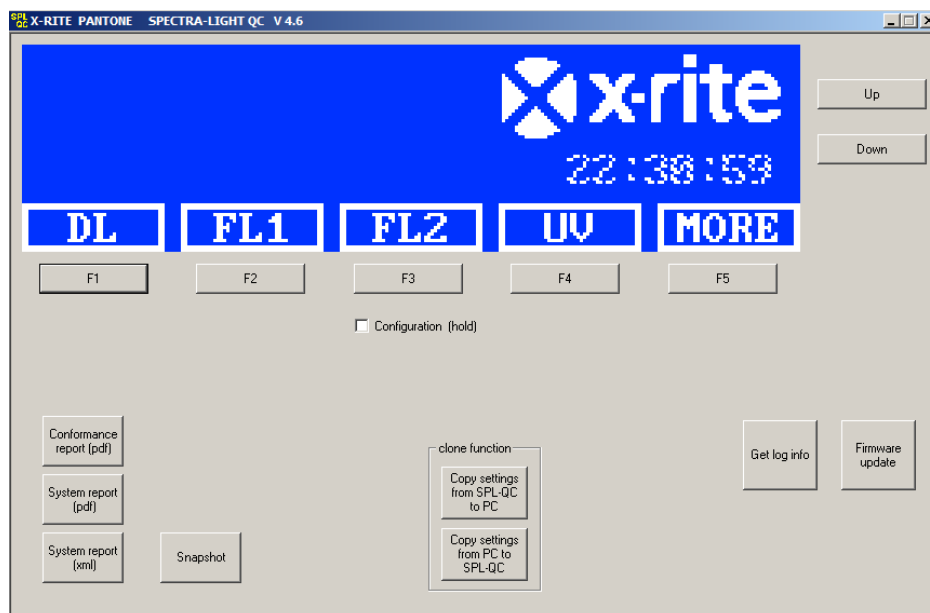 SPL QC X-RITE PANTONE SPECTRA-LIGHT QC V 4.6
x·rite
22:30:59
DL FL1 FL2 UV MORE
Up
Down
F1 F2 F3 F4 F5
Configuration (hold)
Conformance
report (pdf)
System report
(pdf)
System report
(xml)
Snapshot
clone function
Copy settings
from SPL-QC
to PC
Copy settings
from PC to
SPL-QC
Get log info
Firmware
update